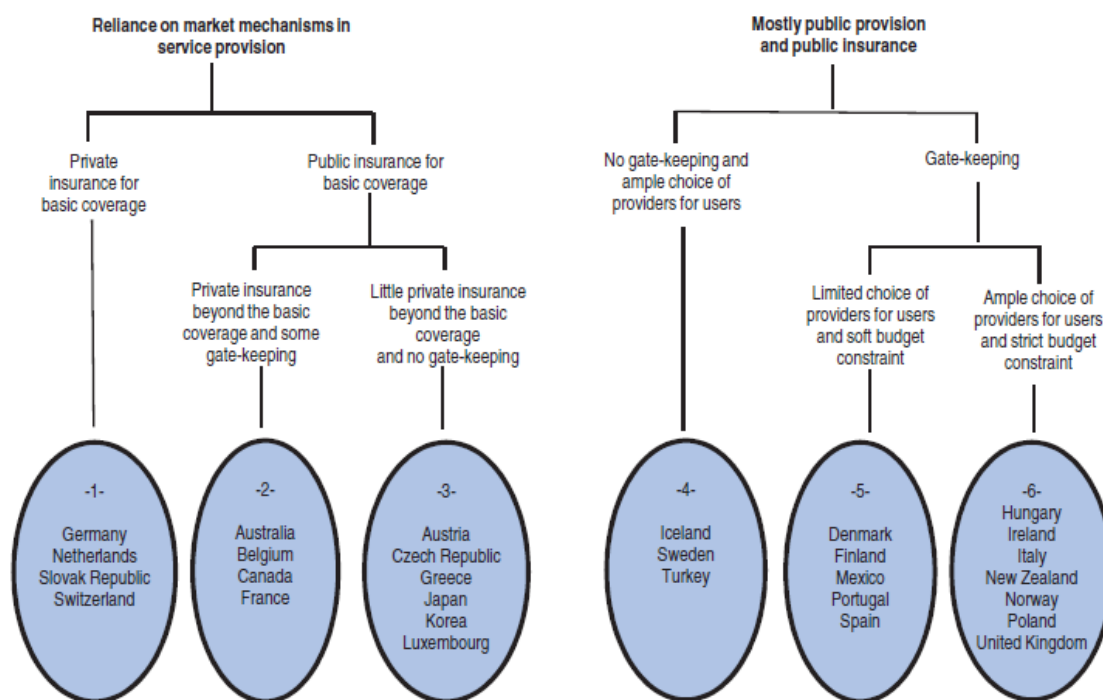 Reliance on market mechanisms in
service provision
Mostly public provision
and public insurance
Private
insurance for
basic coverage
Public insurance for
basic coverage
No gate-keeping and
ample choice of
providers for users
Gate-keeping
Private insurance
beyond the basic
coverage and some
gate-keeping
Little private insurance
beyond the basic
coverage
and no gate-keeping
Limited choice of
providers for users
and soft budget
constraint
Ample choice of
providers for users
and strict budget
constraint
-1-
Germany
Netherlands
Slovak Republic
Switzerland
-2-
Australia
Belgium
Canada
France
-3-
Austria
Czech Republic
Greece
Japan
Korea
Luxembourg
-4-
Iceland
Sweden
Turkey
-5-
Denmark
Finland
Mexico
Portugal
Spain
-6-
Hungary
Ireland
Italy
New Zealand
Norway
Poland
United Kingdom